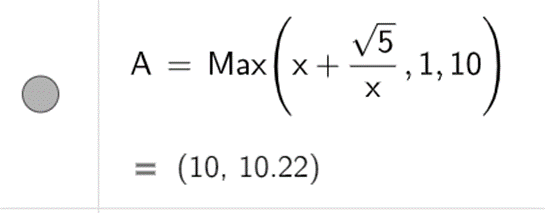 A = Max(x + √5/x , 1, 10)
= (10, 10.22)